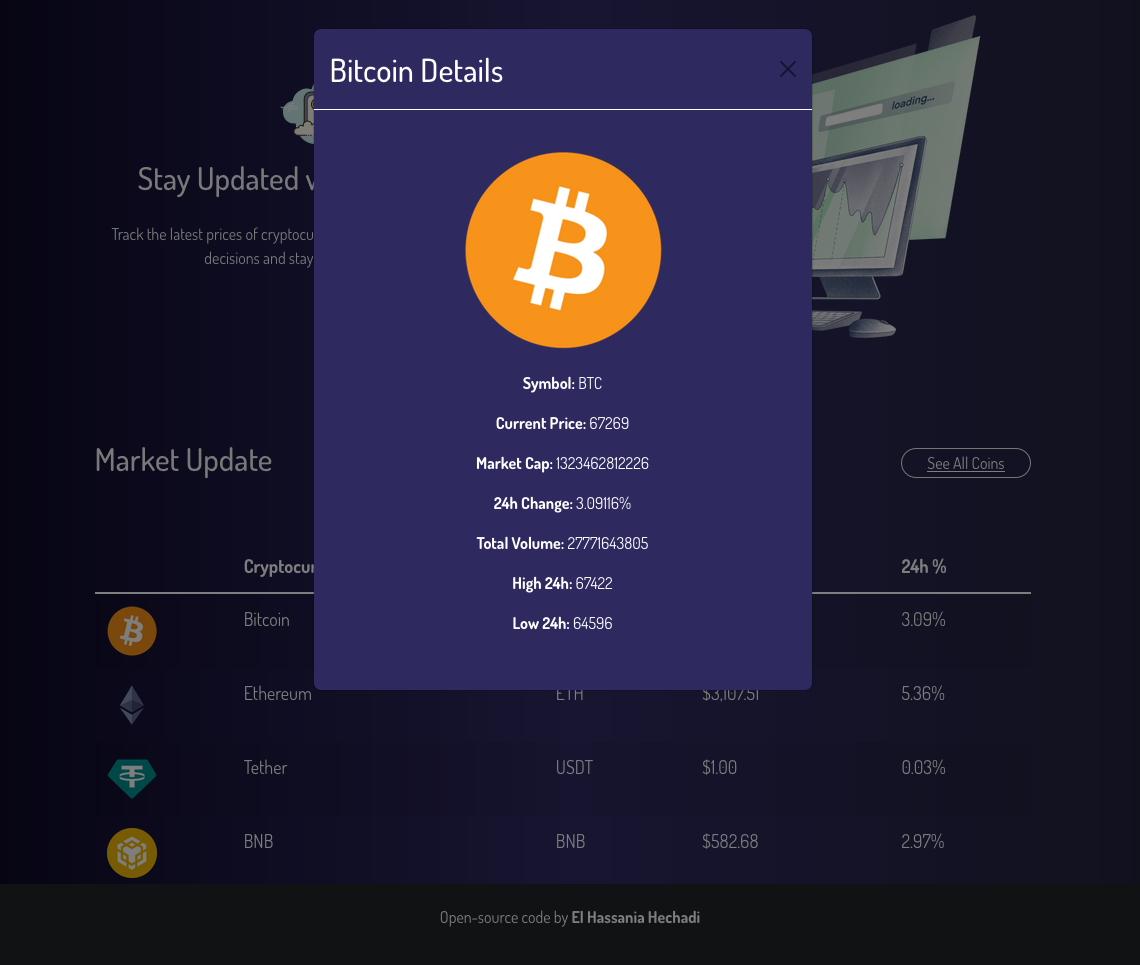 Bitcoin Details
loading...
Stay Updated
Track the latest prices of
decisions and stay
Symbol: BTC
Current Price: 67269
Market Cap: 1323462812226
24h Change: 3.09116%
Total Volume: 27771643805
High 24h: 67422
Low 24h: 64596
Market Update
See All Coins
24h %
Bitcoin 3.09%
Ethereum ETH $3,107.51 5.36%
Tether USDT $1.00 0.03%
BNB BNB $582.68 2.97%
Open-source code by El Hassania Hechadi